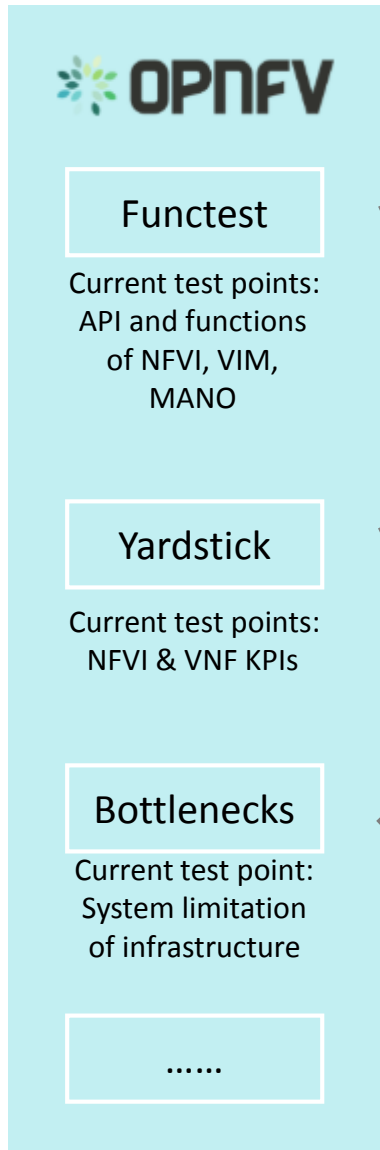 OPNFV
Functest
Current test points:
API and functions
of NFVI, VIM,
MANO
Yardstick
Current test points:
NFVI & VNF KPIs
Bottlenecks
Current test point:
System limitation
of infrastructure
......